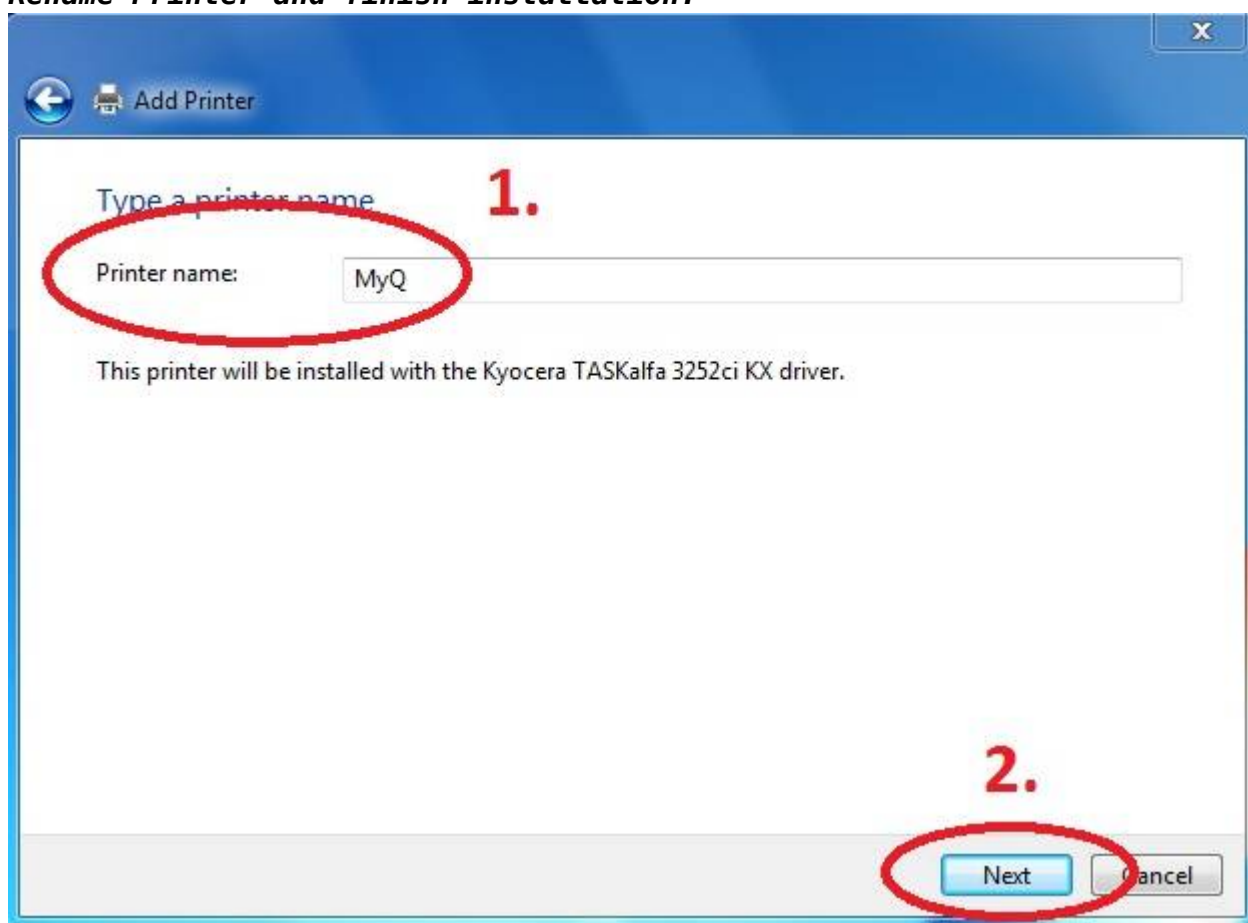 Rename Printer and finish installation.
x
Add Printer
Type a printer name
1.
Printer name:
MyQ
This printer will be installed with the Kyocera TASKalfa 3252ci KX driver.
2.
Next
Cancel